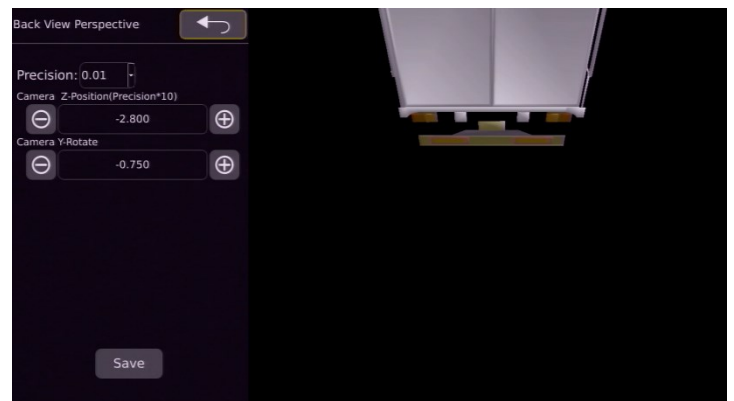 Back View Perspective
Precision: 0.01
Camera Z-Position(Precision*10)
-2.800
Camera Y-Rotate
-0.750
Save